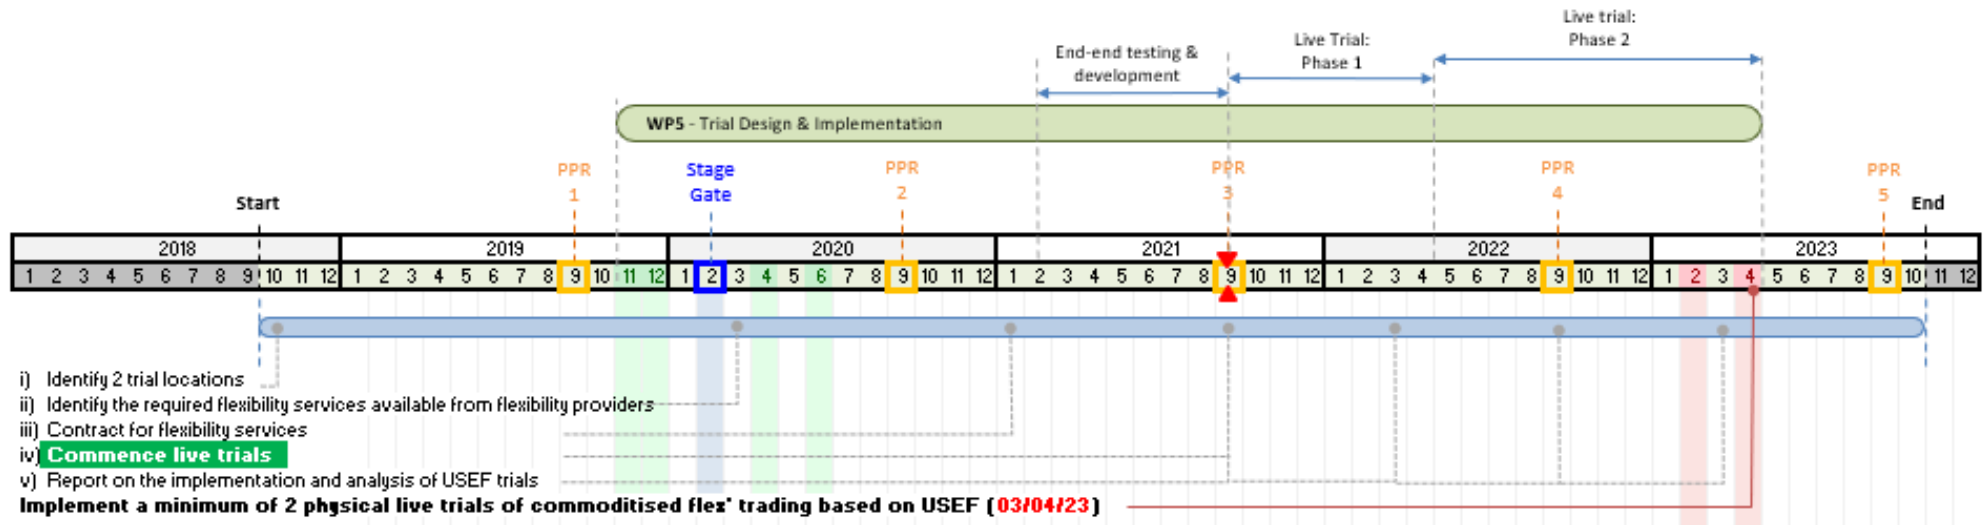 Live trial:
Phase 2
Live Trial:
Phase 1
End-end testing &
development
WP5 - Trial Design & Implementation
PPR
1
Stage
Gate
PPR
2
PPR
3
PPR
4
PPR
5
Start
End
2018 2019 2020 2021 2022 2023
1 2 3 4 5 6 7 8 9 10 11 12 1 2 3 4 5 6 7 8 9 10 11 12 1 2 3 4 5 6 7 8 9 10 11 12 1 2 3 4 5 6 7 8 9 10 11 12 1 2 3 4 5 6 7 8 9 10 11 12 1 2 3 4 5 6 7 8 9 10 11 12
i) Identify 2 trial locations
ii) Identify the required flexibility services available from flexibility providers
iii) Contract for flexibility services
iv) Commence live trials
v) Report on the implementation and analysis of USEF trials
Implement a minimum of 2 physical live trials of commoditised flex' trading based on USEF (03/04/23)